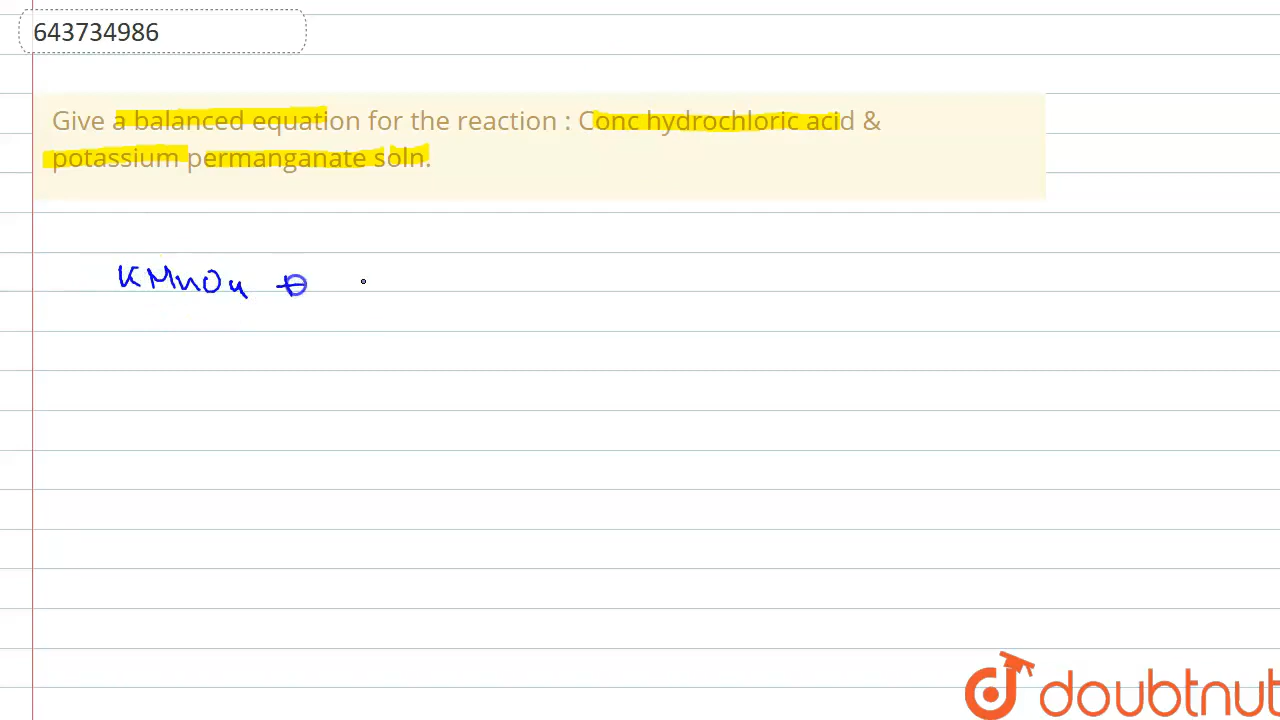 643734986
Give a balanced equation for the reaction : Conc hydrochloric acid &
potassium permanganate soln.
KMnO4 +
doubtnut